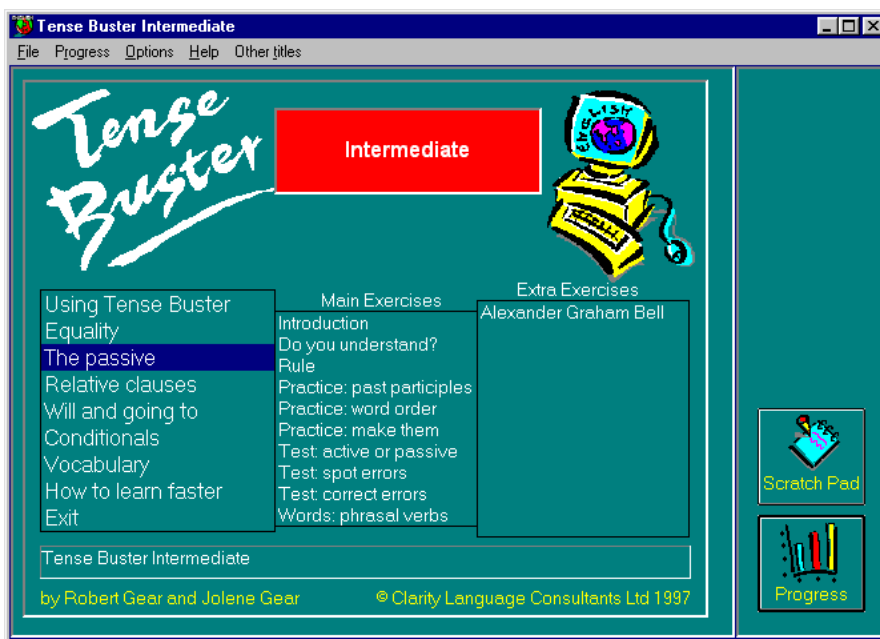 Tense Buster Intermediate
File Progress Options Help Other titles
Tense
Buster
Intermediate
ENGLISH
Using Tense Buster
Equality
The passive
Relative clauses
Will and going to
Conditionals
Vocabulary
How to learn faster
Exit
Main Exercises
Introduction
Do you understand?
Rule
Practice: past participles
Practice: word order
Practice: make them
Test: active or passive
Test: spot errors
Test: correct errors
Words: phrasal verbs
Extra Exercises
Alexander Graham Bell
Scratch Pad
Progress
Tense Buster Intermediate
by Robert Gear and Jolene Gear © Clarity Language Consultants Ltd 1997